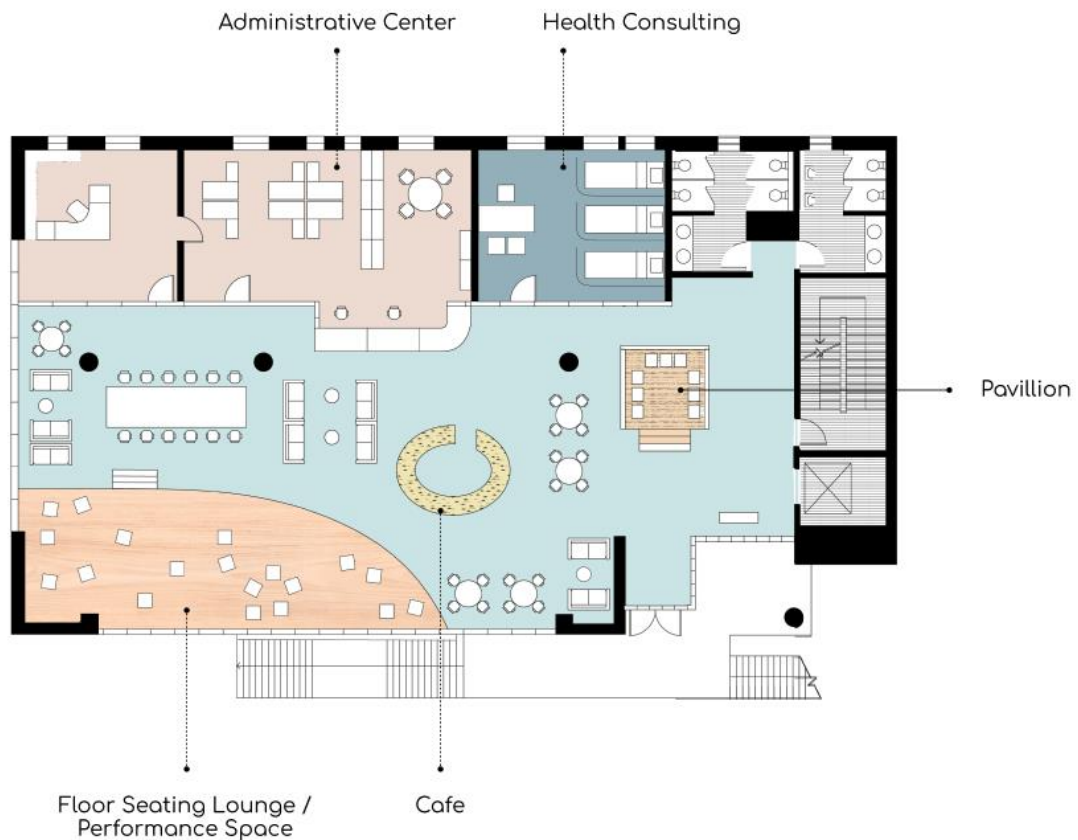 Administrative Center
Health Consulting
Pavillion
Floor Seating Lounge /
Performance Space
Cafe